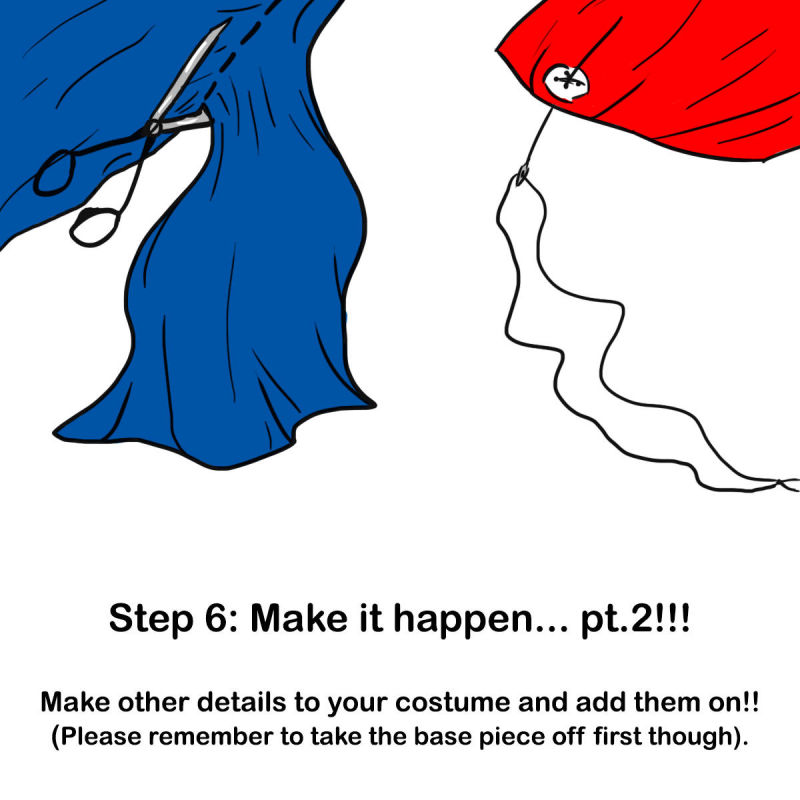 Step 6: Make it happen... pt.2!!!
Make other details to your costume and add them on!!
(Please remember to take the base piece off first though).